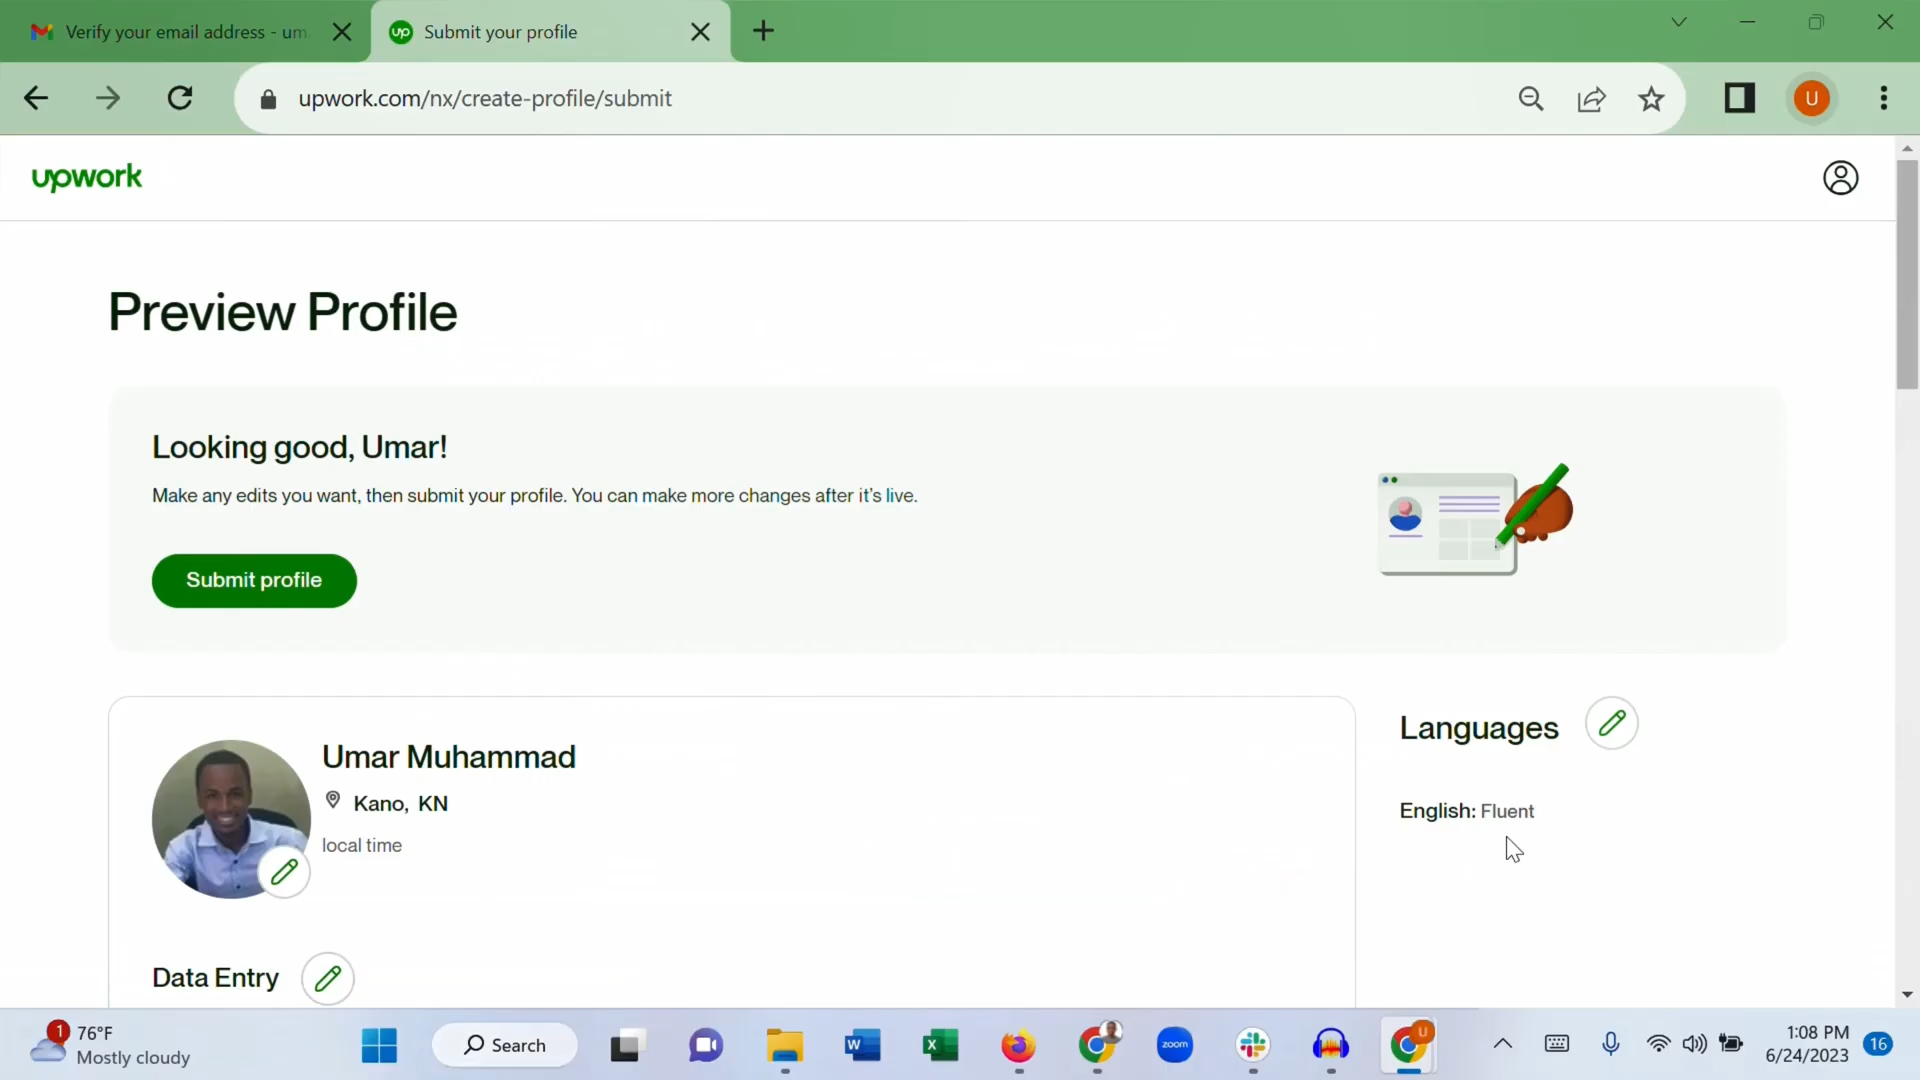 Verify your email address - um
Submit your profile
upwork.com/nx/create-profile/submit
U
upwork
Preview Profile
Looking good, Umar!
Make any edits you want, then submit your profile. You can make more changes after it's live.
Submit profile
Umar Muhammad
Kano, KN
local time
Languages
English: Fluent
Data Entry
1
76°F
Mostly cloudy
Search
W
X
zoom
U
1:08 PM
6/24/2023
16